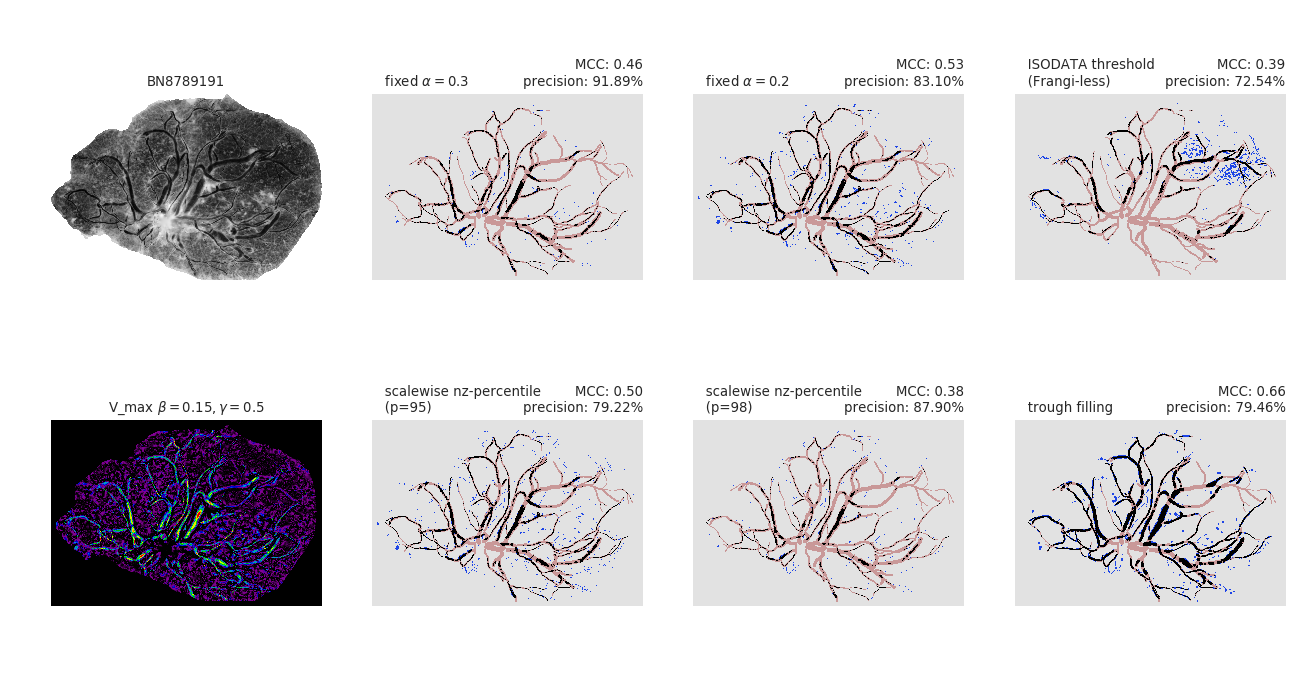 BN8789191
MCC: 0.46
fixed α = 0.3 precision: 91.89%
MCC: 0.53
fixed α = 0.2 precision: 83.10%
ISODATA threshold MCC: 0.39
(Frangi-less) precision: 72.54%
V_max β = 0.15, γ = 0.5
scalewise nz-percentile MCC: 0.50
(p=95) precision: 79.22%
scalewise nz-percentile MCC: 0.38
(p=98) precision: 87.90%
MCC: 0.66
trough filling precision: 79.46%